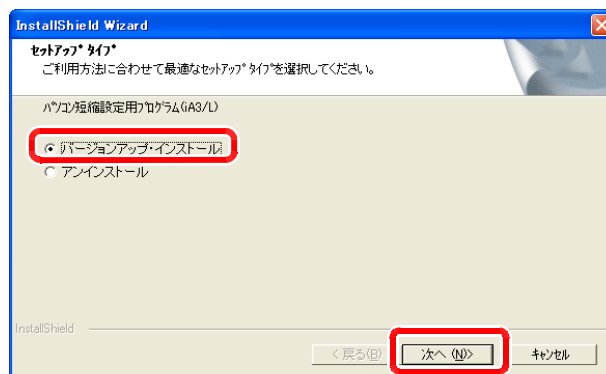 InstallShield Wizard
ｾｯﾄｱｯﾌﾟ ﾀｲﾌﾟ
ご利用方法に合わせて最適なｾｯﾄｱｯﾌﾟ ﾀｲﾌﾟを選択してください。
ﾊﾟｿｺﾝ短縮設定用ﾌﾟﾛｸﾞﾗﾑ(iA3/L)
バージョンアップ・インストール
アンインストール
InstallShield
< 戻る(B)
次へ (N)>
ｷｬﾝｾﾙ